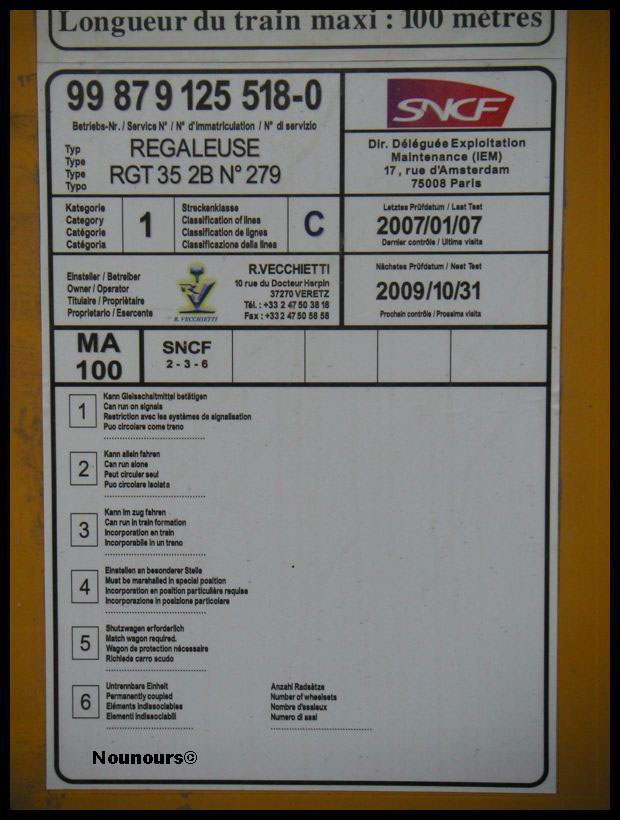 Longueur du train maxi : 100 mètres
99 87 9 125 518-0
Betriebs-Nr. / Service N° / N° d'immatriculation / N° di servizio
SNCF
Typ
Type
Type
Typo
REGALEUSE
RGT 35 2B N° 279
Dir. Déléguée Exploitation
Maintenance (IEM)
17, rue d'Amsterdam
75008 Paris
Kategorie
Category
Catégorie
Catégoria
1
Streckenklasse
Classification of lines
Classification de lignes
Classificazione della linea
C
Letztes Prüfdatum / Last Test
2007/01/07
Dernier contrôle / Ultima visita
Einsteller / Betreiber
Owner / Operator
Titulaire / Propriètaire
Proprietario / Esercente
R. VECCHIETTI
R.VECCHIETTI
10 rue du Docteur Herpin
37270 VERETZ
Tél. : +33 2 47 50 38 18
Fax : +33 2 47 50 58 58
Nächstes Prüfdatum / Nest Test
2009/10/31
Prochain contrôle / Prossima visita
MA
100
SNCF
2 - 3 - 6
1
Kann Gleisschaltmittel betätigen
Can run on signals
Restriction avec les systèmes de signalisation
Puo circolare come treno
2
Kann allein fahren
Can run alone
Peut circuler seul
Puo circolare isolata
3
Kann im zug fahren
Can run in train formation
Incorporation en train
Incorporabile in un treno
4
Einstellen an besonderer Stelle
Must be marshalled in special position
Incorporation en position particulière requise
Incorporazione in posizione particolare
5
Shutzwagen erforderlich
Match wagon required.
Wagon de protection nécessaire
Richiede carro scudo
6
Untrennbare Einheit
Permanently coupled
Eléments indissociables
Elementi indissociabili
Anzahl Radsätze
Number of wheelsets
Nombre d'essieux
Numero di assi
Nounours©